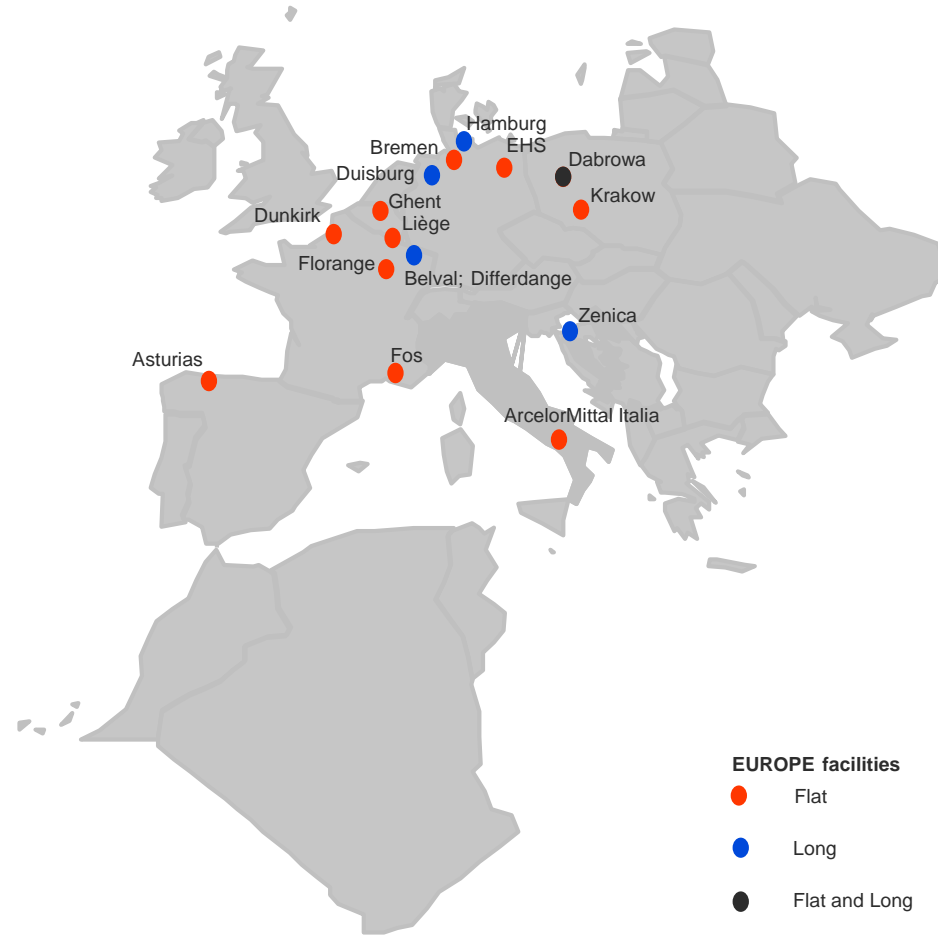 Hamburg
Bremen
EHS
Duisburg
Dabrowa
Ghent
Krakow
Dunkirk
Liège
Florange
Belval; Differdange
Zenica
Asturias
Fos
ArcelorMittal Italia
EUROPE facilities
Flat
Long
Flat and Long